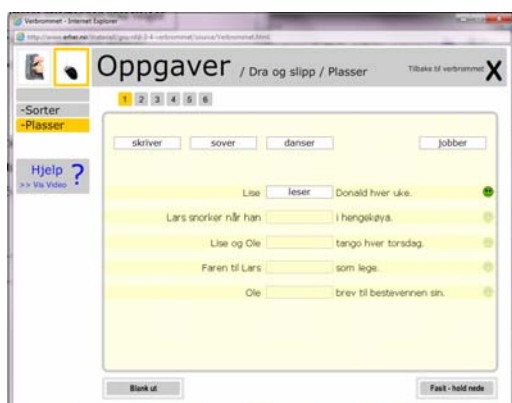 Verbrommet - Internet Explorer
Oppgaver / Dra og slipp / Plasser
Tilbake til verbrommet X
1 2 3 4 5 6
-Sorter
-Plasser
Hjelp ?
>> Vis Video
skriver sover danser jobber
Lise leser Donald hver uke.
Lars snorker når han i hengekøya.
Lise og Ole tango hver torsdag.
Faren til Lars som lege.
Ole brev til bestevennen sin.
Blank ut Fasit - hold nede